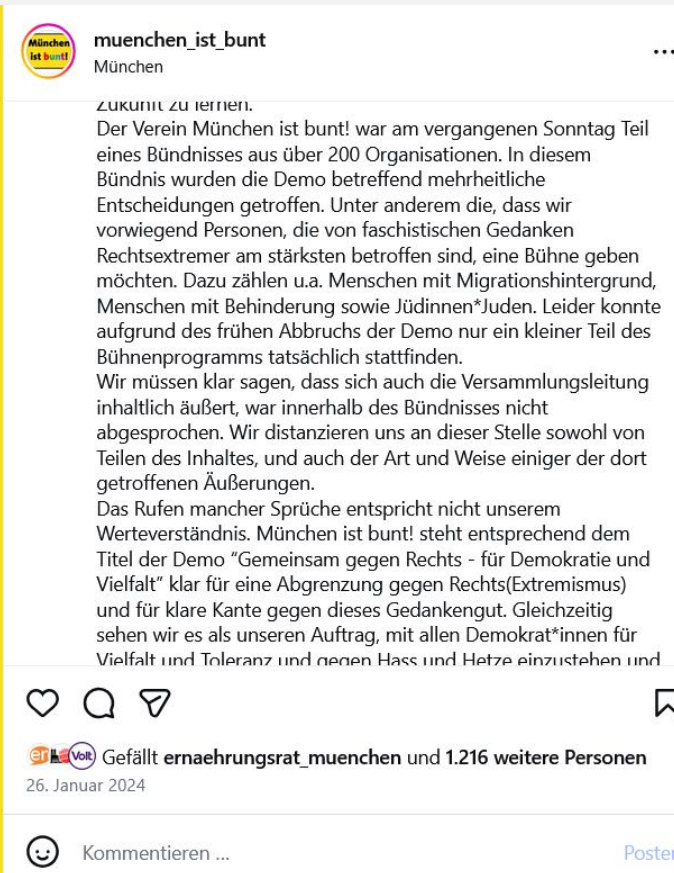 München
ist bunt!
muenchen_ist_bunt
München
...
Zukunft zu lernen.
Der Verein München ist bunt! war am vergangenen Sonntag Teil
eines Bündnisses aus über 200 Organisationen. In diesem
Bündnis wurden die Demo betreffend mehrheitliche
Entscheidungen getroffen. Unter anderem die, dass wir
vorwiegend Personen, die von faschistischen Gedanken
Rechtsextremer am stärksten betroffen sind, eine Bühne geben
möchten. Dazu zählen u.a. Menschen mit Migrationshintergrund,
Menschen mit Behinderung sowie Jüdinnen*Juden. Leider konnte
aufgrund des frühen Abbruchs der Demo nur ein kleiner Teil des
Bühnenprogramms tatsächlich stattfinden.
Wir müssen klar sagen, dass sich auch die Versammlungsleitung
inhaltlich äußert, war innerhalb des Bündnisses nicht
abgesprochen. Wir distanzieren uns an dieser Stelle sowohl von
Teilen des Inhaltes, und auch der Art und Weise einiger der dort
getroffenen Äußerungen.
Das Rufen mancher Sprüche entspricht nicht unserem
Werteverständnis. München ist bunt! steht entsprechend dem
Titel der Demo “Gemeinsam gegen Rechts - für Demokratie und
Vielfalt” klar für eine Abgrenzung gegen Rechts(Extremismus)
und für klare Kante gegen dieses Gedankengut. Gleichzeitig
sehen wir es als unseren Auftrag, mit allen Demokrat*innen für
Vielfalt und Toleranz und gegen Hass und Hetze einzustehen und
er Volt Gefällt ernaehrungsrat_muenchen und 1.216 weitere Personen
26. Januar 2024
Kommentieren ... Posten